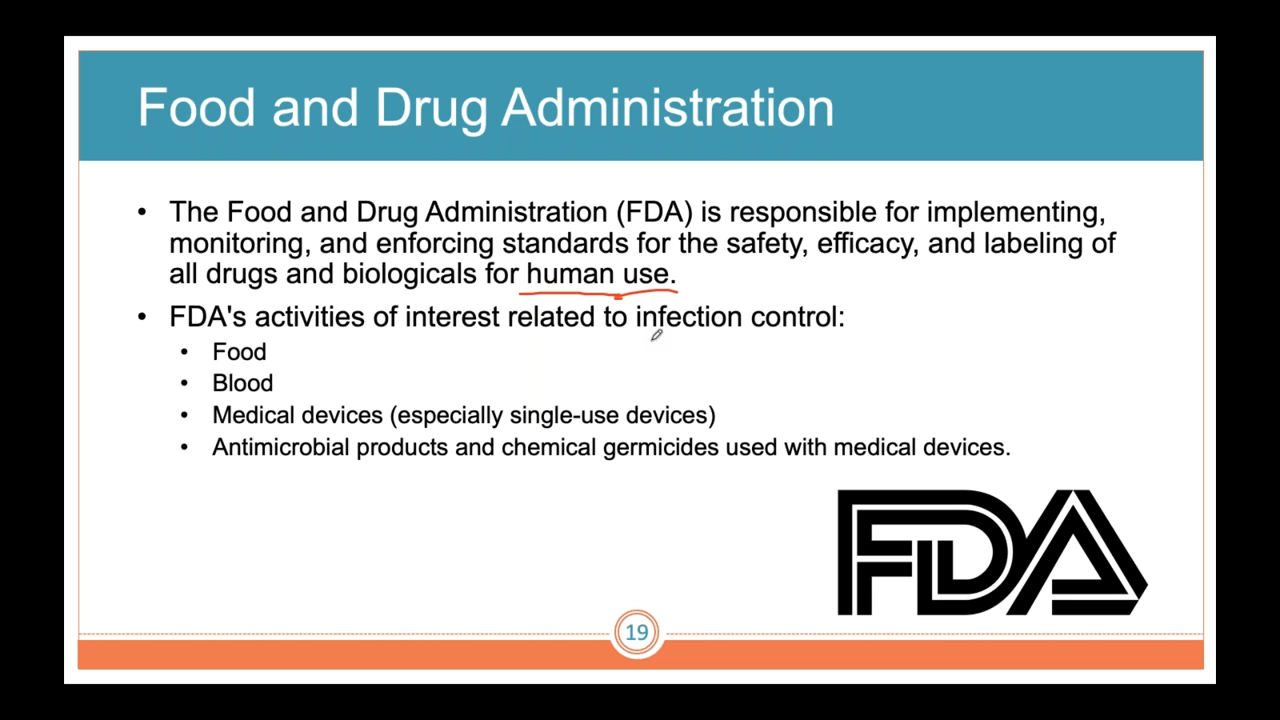 Food and Drug Administration
• The Food and Drug Administration (FDA) is responsible for implementing,
monitoring, and enforcing standards for the safety, efficacy, and labeling of
all drugs and biologicals for human use.
• FDA's activities of interest related to infection control:
• Food
• Blood
• Medical devices (especially single-use devices)
• Antimicrobial products and chemical germicides used with medical devices.
FDA
19